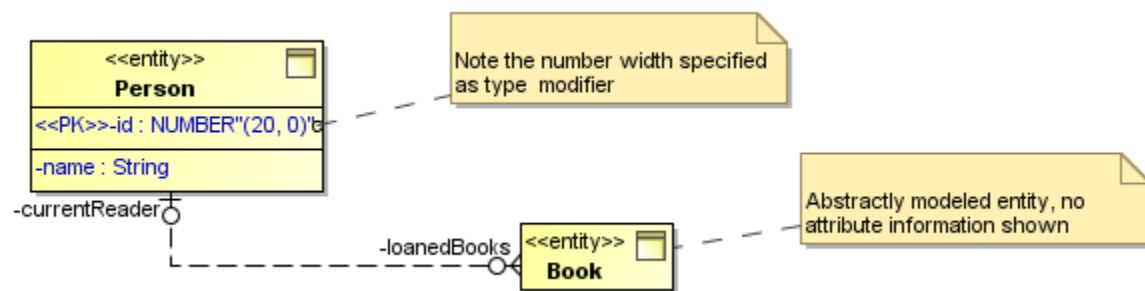 <<entity>>
Person
<<PK>>-id : NUMBER"(20, 0)"
-name : String
Note the number width specified
as type  modifier
-currentReader
-loanedBooks
<<entity>>
Book
Abstractly modeled entity, no
attribute information shown